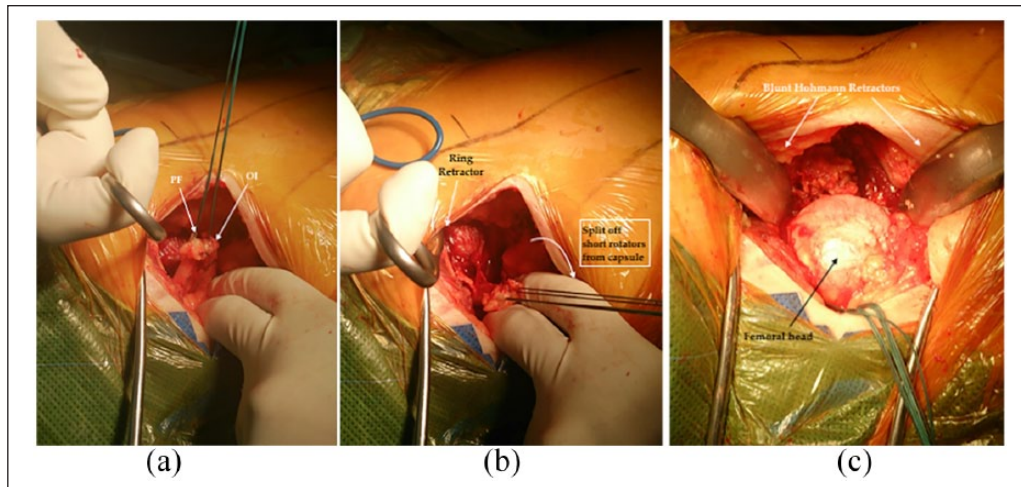 PF
OI
Ring
Retractor
Split off
short rotators
from capsule
Blunt Hohmann Retractors
Femoral head
(a)
(b)
(c)